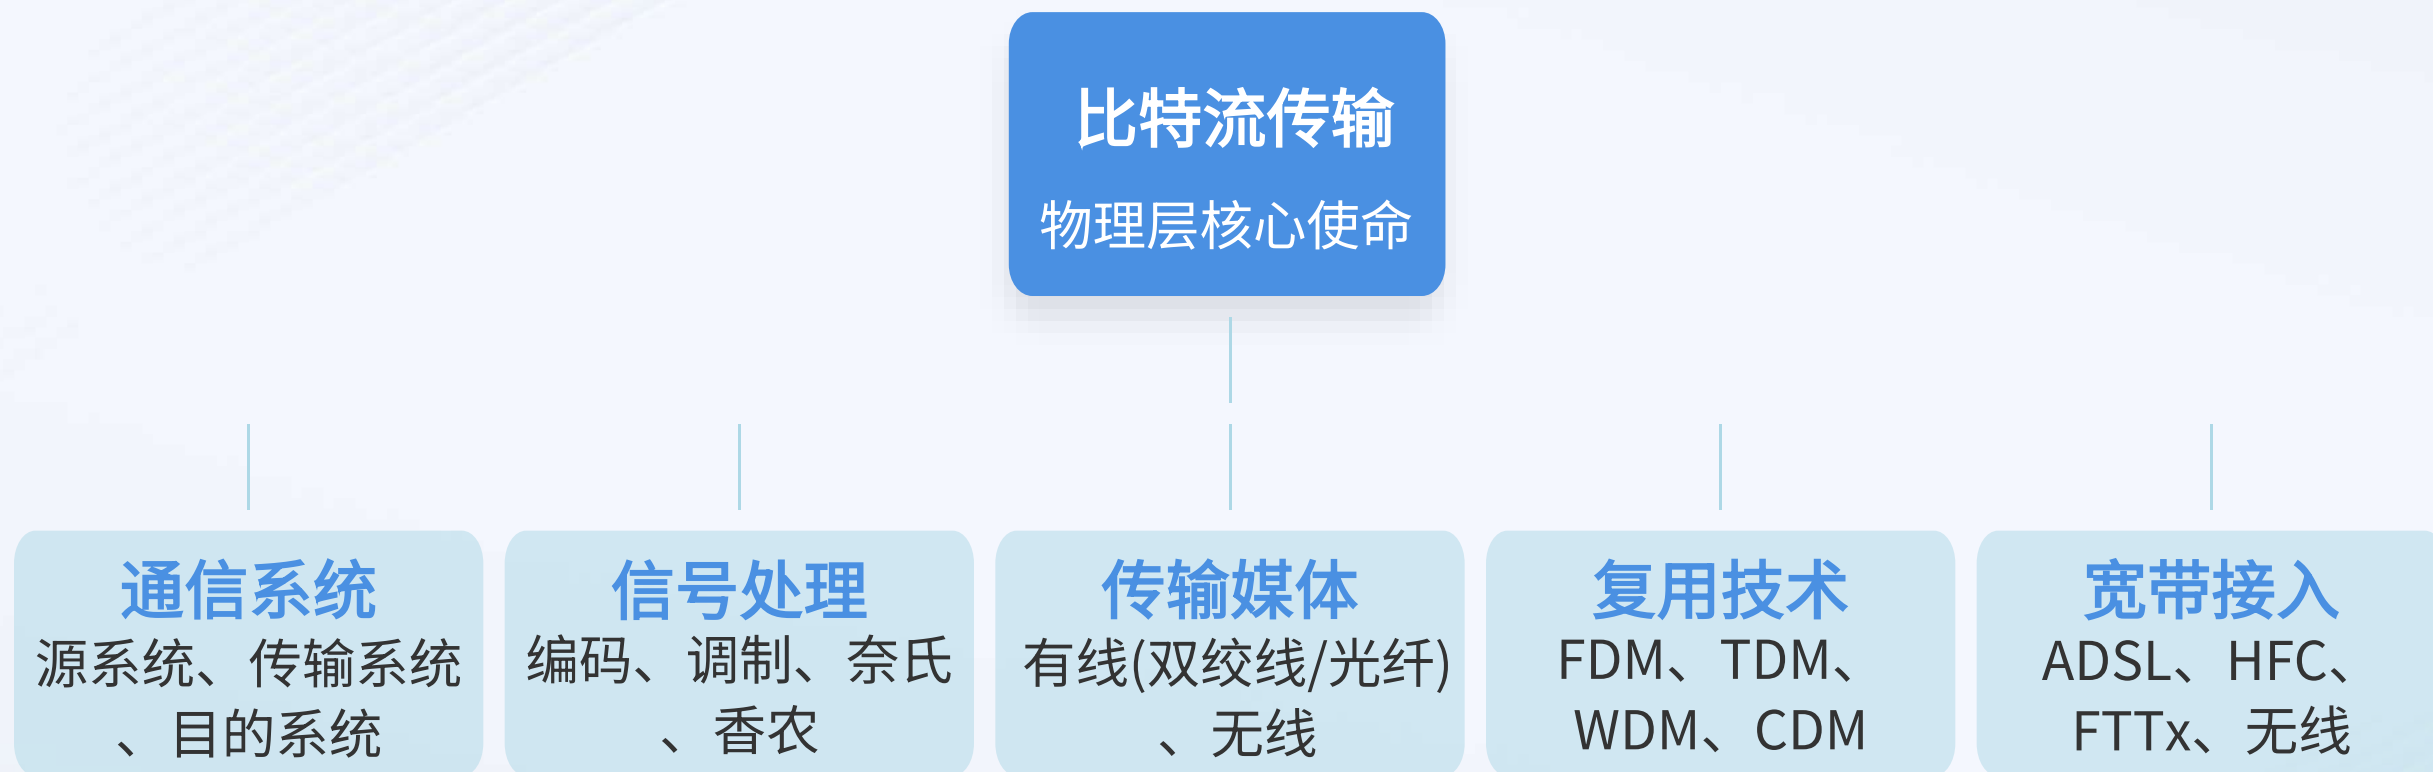 比特流传输
物理层核心使命
通信系统
源系统、传输系统
、目的系统
信号处理
编码、调制、奈氏
、香农
传输媒体
有线(双绞线/光纤)
、无线
复用技术
FDM、TDM、
WDM、CDM
宽带接入
ADSL、HFC、
FTTx、无线